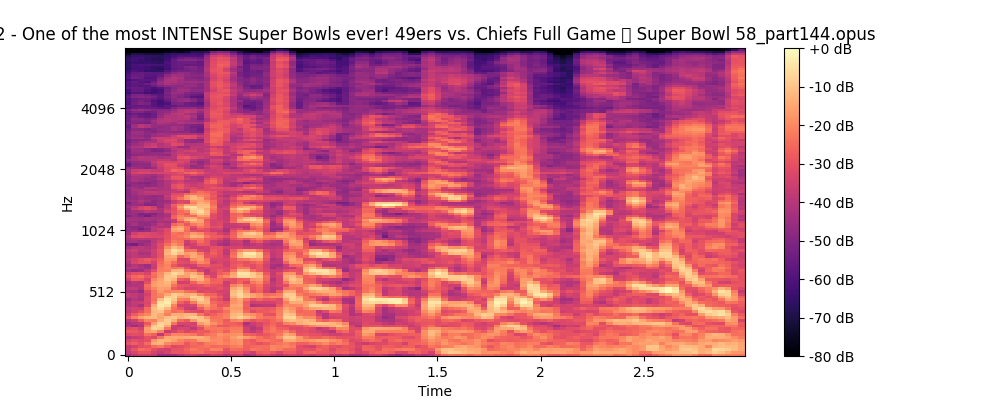 2 - One of the most INTENSE Super Bowls ever! 49ers vs. Chiefs Full Game  Super Bowl 58_part144.opus
Hz
4096
2048
1024
512
0
0
0.5
1
1.5
2
2.5
Time
+0 dB
-10 dB
-20 dB
-30 dB
-40 dB
-50 dB
-60 dB
-70 dB
-80 dB